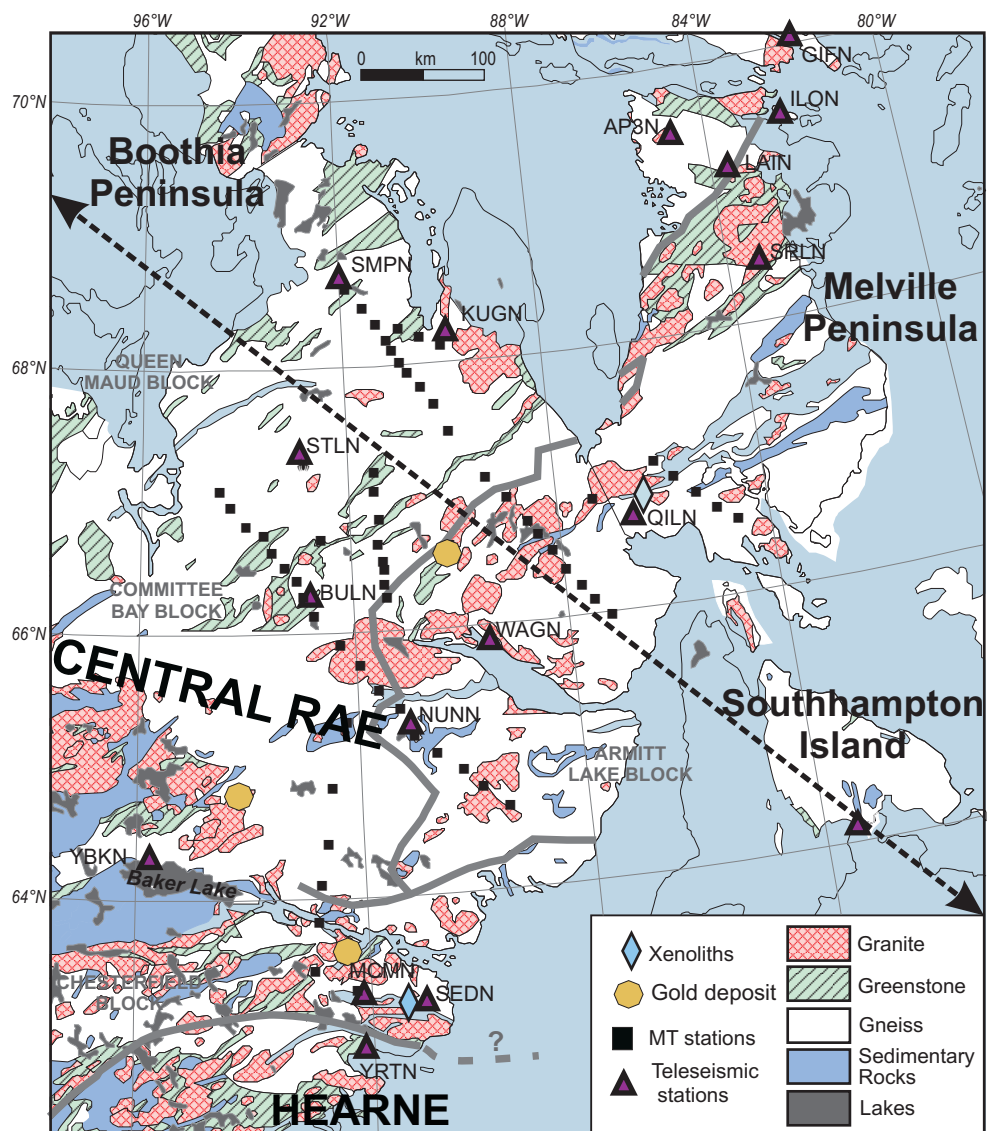 96°W
92°W
88°W
84°W
80°W
0
km
100
GIFN
70°N
ILON
AP3N
LAIN
Boothia
Peninsula
SRLN
SMPN
Melville
Peninsula
KUGN
68°N
QUEEN
MAUD BLOCK
STLN
QILN
COMMITTEE
BAY BLOCK
BULN
66°N
WAGN
CENTRAL RAE
NUNN
Southhampton
Island
ARMITT
LAKE BLOCK
YBKN
Baker Lake
64°N
MCMN
CHESTERFIELD
BLOCK
SEDN
?
YRTN
HEARNE
Xenoliths
Gold deposit
MT stations
Teleseismic
stations
Granite
Greenstone
Gneiss
Sedimentary
Rocks
Lakes